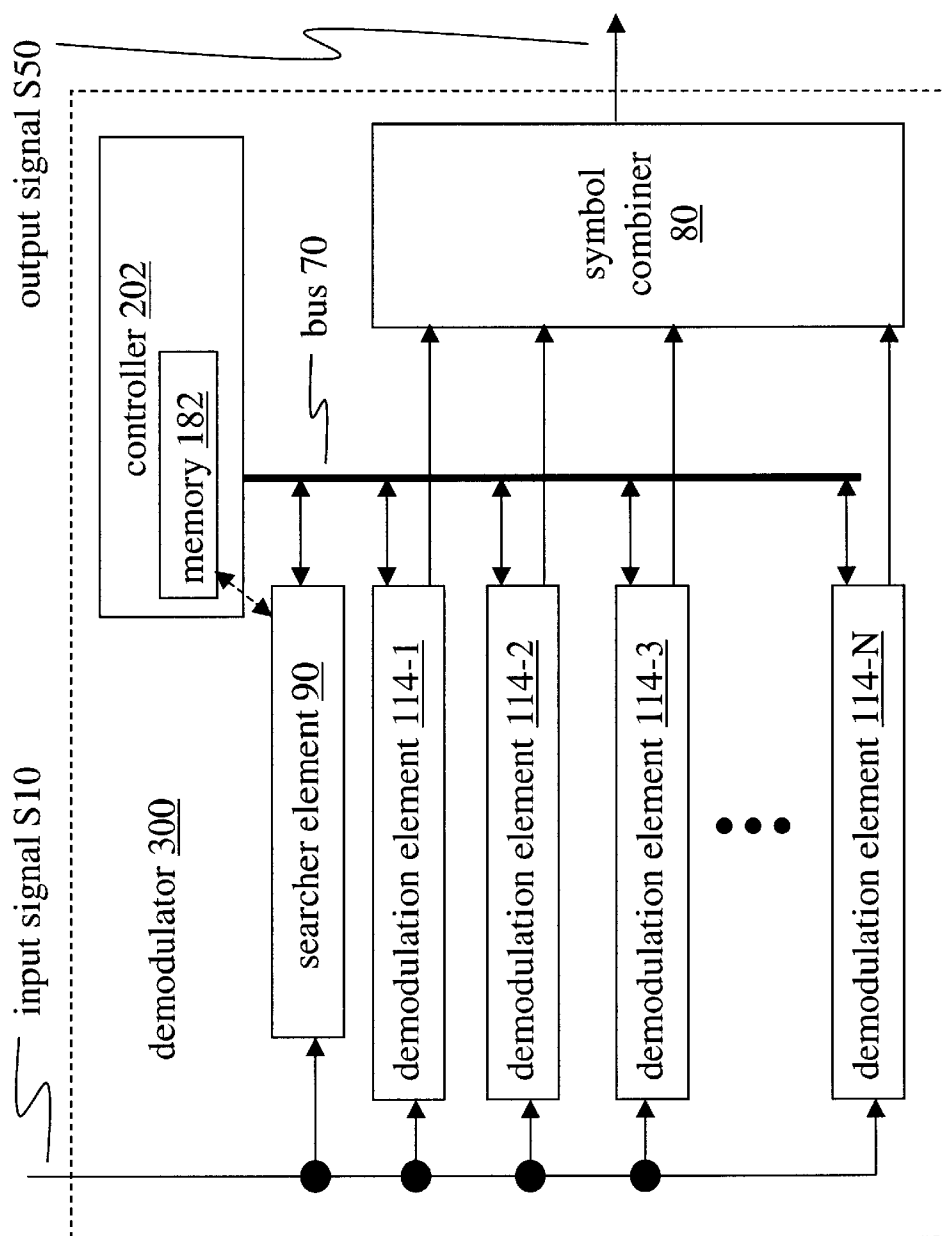 input signal S10
output signal S50
demodulator 300
controller 202
memory 182
bus 70
searcher element 90
demodulation element 114-1
demodulation element 114-2
demodulation element 114-3
demodulation element 114-N
symbol
combiner
80